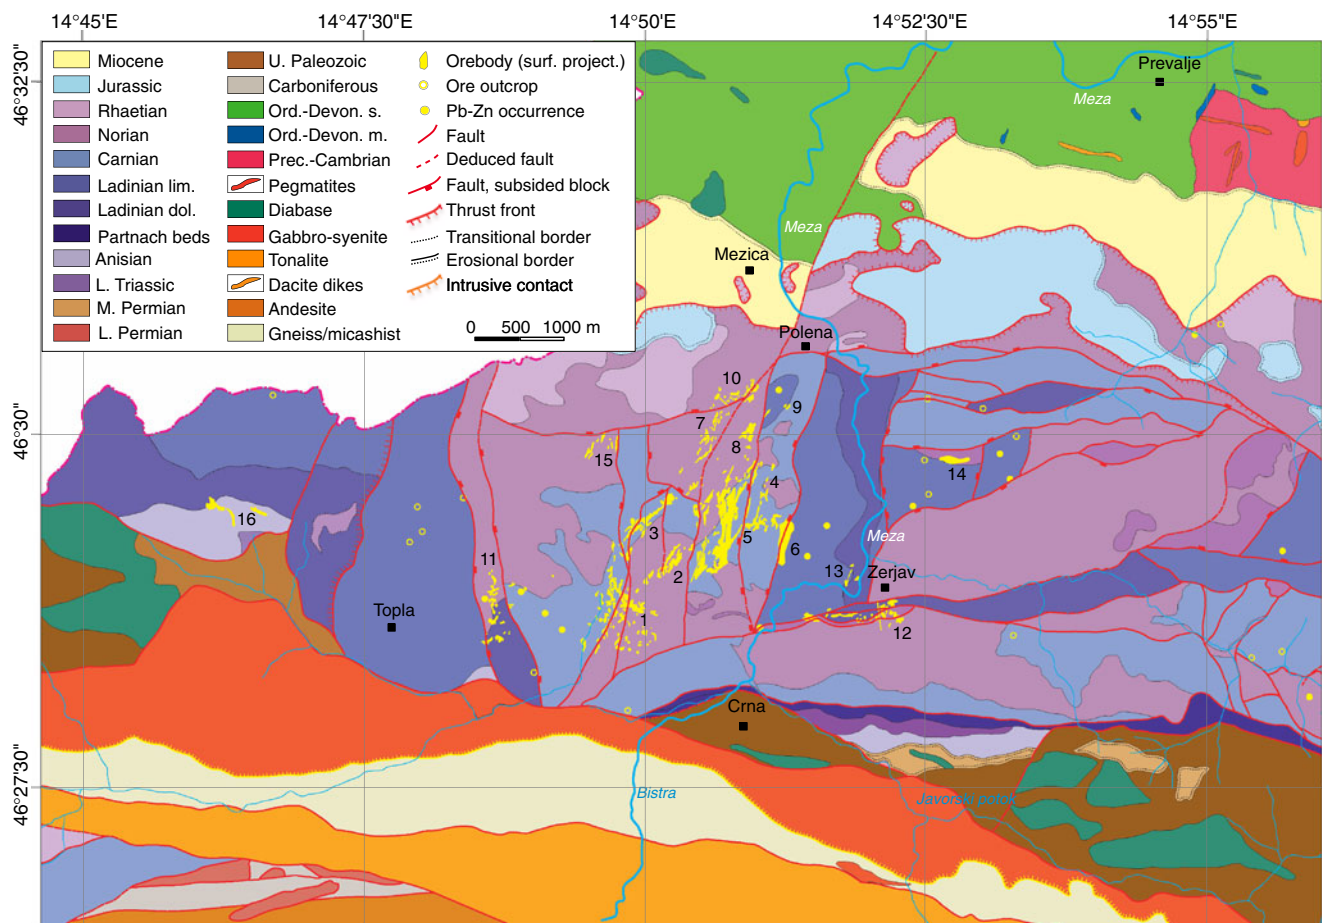 14°45"E 14°47'30"E 14°50"E 14°52'30"E 14°55"E
46°32'30"
46°30"
46°27'30"
Miocene
Jurassic
Rhaetian
Norian
Carnian
Ladinian lim.
Ladinian dol.
Partnach beds
Anisian
L. Triassic
M. Permian
L. Permian
U. Paleozoic
Carboniferous
Ord.-Devon. s.
Ord.-Devon. m.
Prec.-Cambrian
Pegmatites
Diabase
Gabbro-syenite
Tonalite
Dacite dikes
Andesite
Gneiss/micashist
Orebody (surf. project.)
Ore outcrop
Pb-Zn occurrence
Fault
Deduced fault
Fault, subsided block
Thrust front
Transitional border
Erosional border
Intrusive contact
0 500 1000 m
Prevalje
Meza
Meza
Mezica
Polena
10
9
7
8
15
4
14
16
3
5
6
Meza
11
2
13
Zerjav
Topla
1
12
Crna
Bistra
Javorski potok